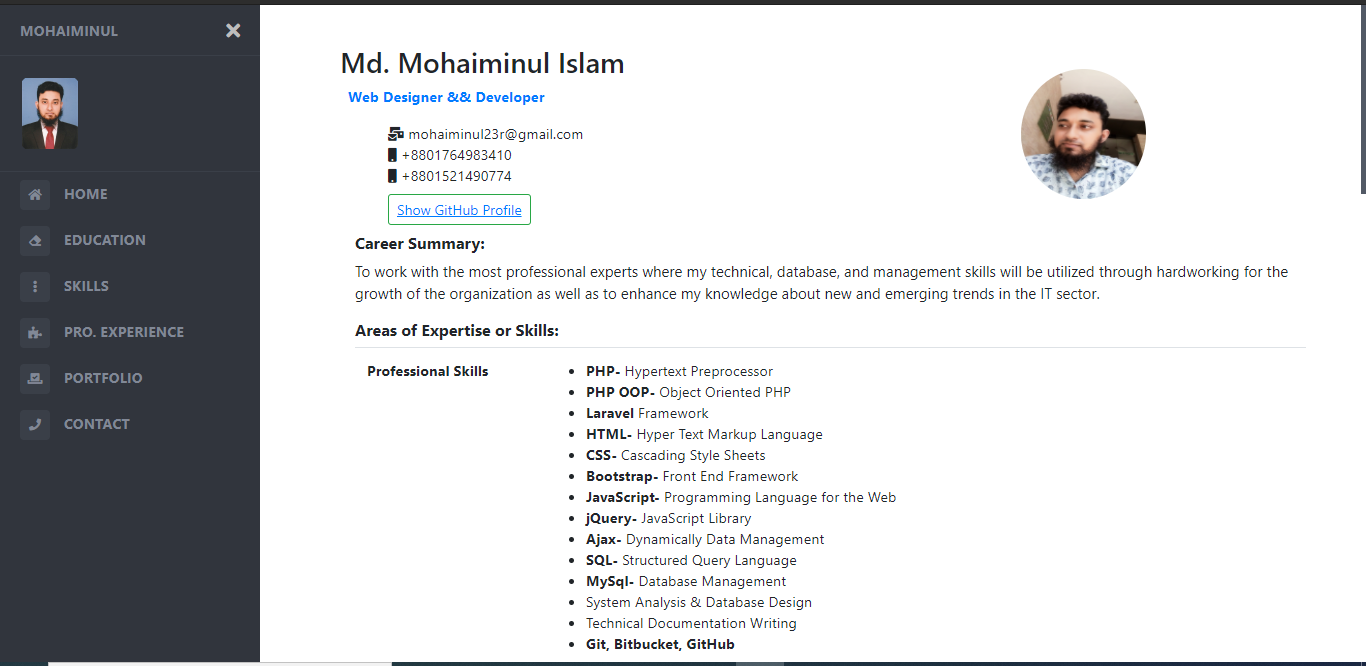 MOHAIMINUL
HOME
EDUCATION
SKILLS
PRO. EXPERIENCE
PORTFOLIO
CONTACT
Md. Mohaiminul Islam
Web Designer && Developer
mohaiminul23r@gmail.com
+8801764983410
+8801521490774
Show GitHub Profile
Career Summary:
To work with the most professional experts where my technical, database, and management skills will be utilized through hardworking for the
growth of the organization as well as to enhance my knowledge about new and emerging trends in the IT sector.
Areas of Expertise or Skills:
Professional Skills
• PHP- Hypertext Preprocessor
• PHP OOP- Object Oriented PHP
• Laravel Framework
• HTML- Hyper Text Markup Language
• CSS- Cascading Style Sheets
• Bootstrap- Front End Framework
• JavaScript- Programming Language for the Web
• jQuery- JavaScript Library
• Ajax- Dynamically Data Management
• SQL- Structured Query Language
• MySql- Database Management
• System Analysis & Database Design
• Technical Documentation Writing
• Git, Bitbucket, GitHub